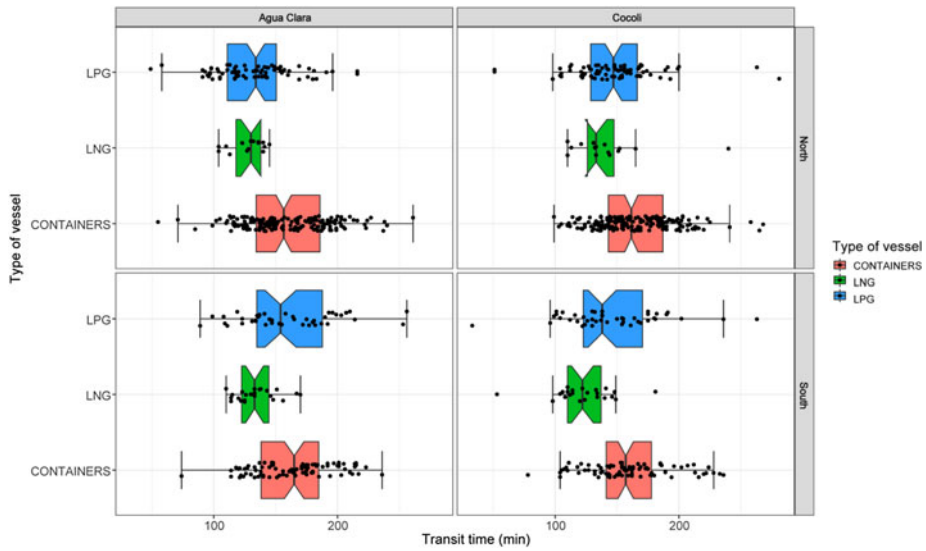 Agua Clara
Cocoli
LPG
LNG
CONTAINERS
North
LPG
LNG
CONTAINERS
South
100
200
100
200
Transit time (min)
Type of vessel
Type of vessel
CONTAINERS
LNG
LPG